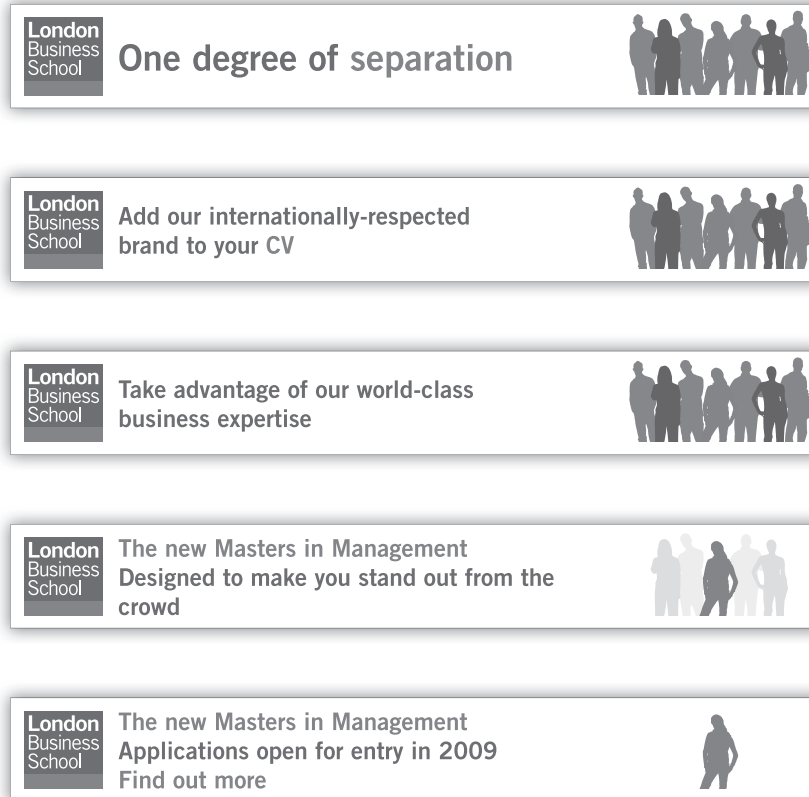 London
Business
School
One degree of separation
London
Business
School
Add our internationally-respected
brand to your CV
London
Business
School
Take advantage of our world-class
business expertise
London
Business
School
The new Masters in Management
Designed to make you stand out from the
crowd
London
Business
School
The new Masters in Management
Applications open for entry in 2009
Find out more